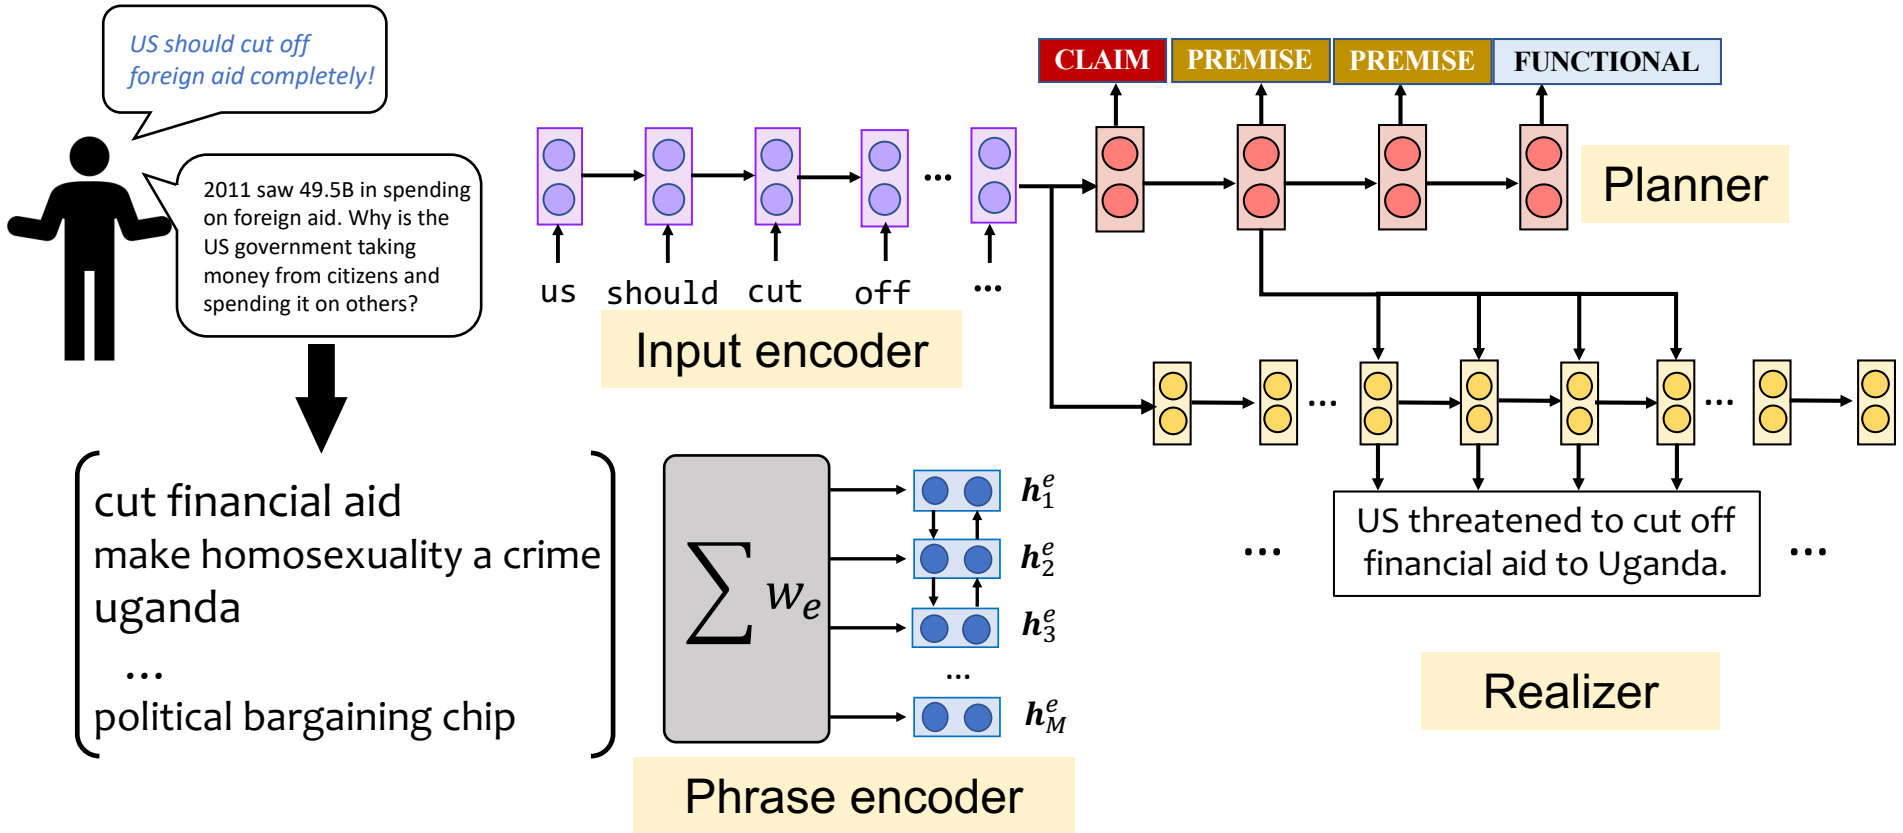 US should cut off
foreign aid completely!
2011 saw 49.5B in spending
on foreign aid. Why is the
US government taking
money from citizens and
spending it on others?
cut financial aid
make homosexuality a crime
uganda
...
political bargaining chip
us should cut off ...
...
Input encoder
CLAIM PREMISE PREMISE FUNCTIONAL
Planner
... ...
US threatened to cut off
financial aid to Uganda.
... ...
Realizer
∑ w_e
h_1^e
h_2^e
h_3^e
...
h_M^e
Phrase encoder